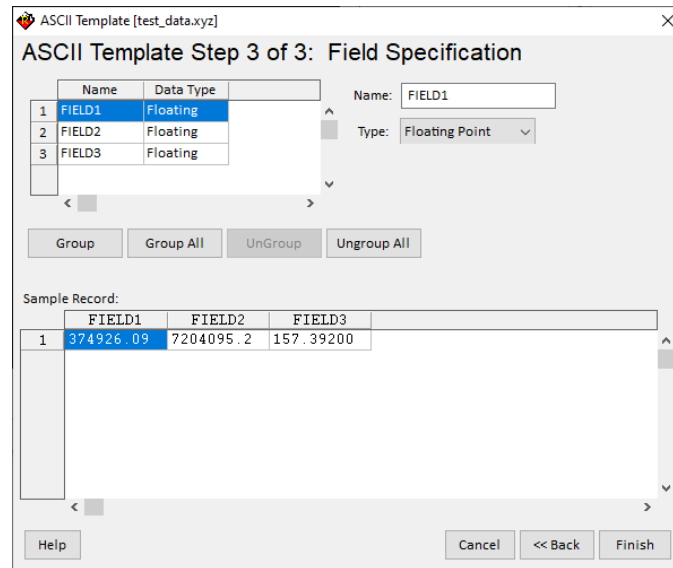 ASCII Template [test_data.xyz]
ASCII Template Step 3 of 3: Field Specification
Name Data Type
1 FIELD1 Floating
2 FIELD2 Floating
3 FIELD3 Floating
Name: FIELD1
Type: Floating Point
Group Group All UnGroup Ungroup All
Sample Record:
FIELD1 FIELD2 FIELD3
1 374926.09 7204095.2 157.39200
Help Cancel << Back Finish